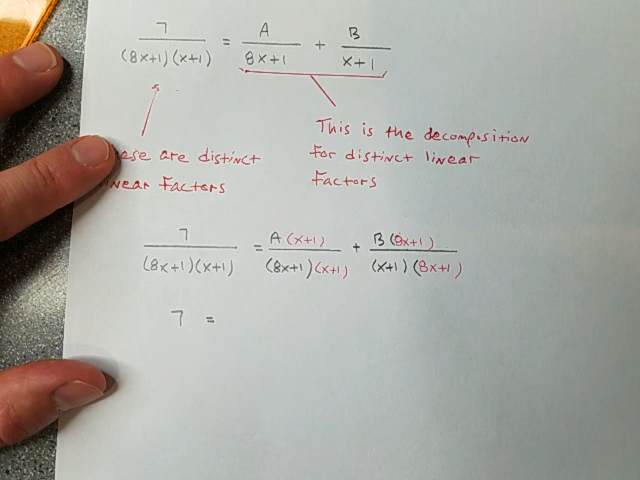 7 / (8x+1)(x+1) = A / 8x+1 + B / x+1
This is the decomposition
ese are distinct for distinct linear
near factors factors
7 / (8x+1)(x+1) = A(x+1) / (8x+1)(x+1) + B(8x+1) / (x+1)(8x+1)
7 =